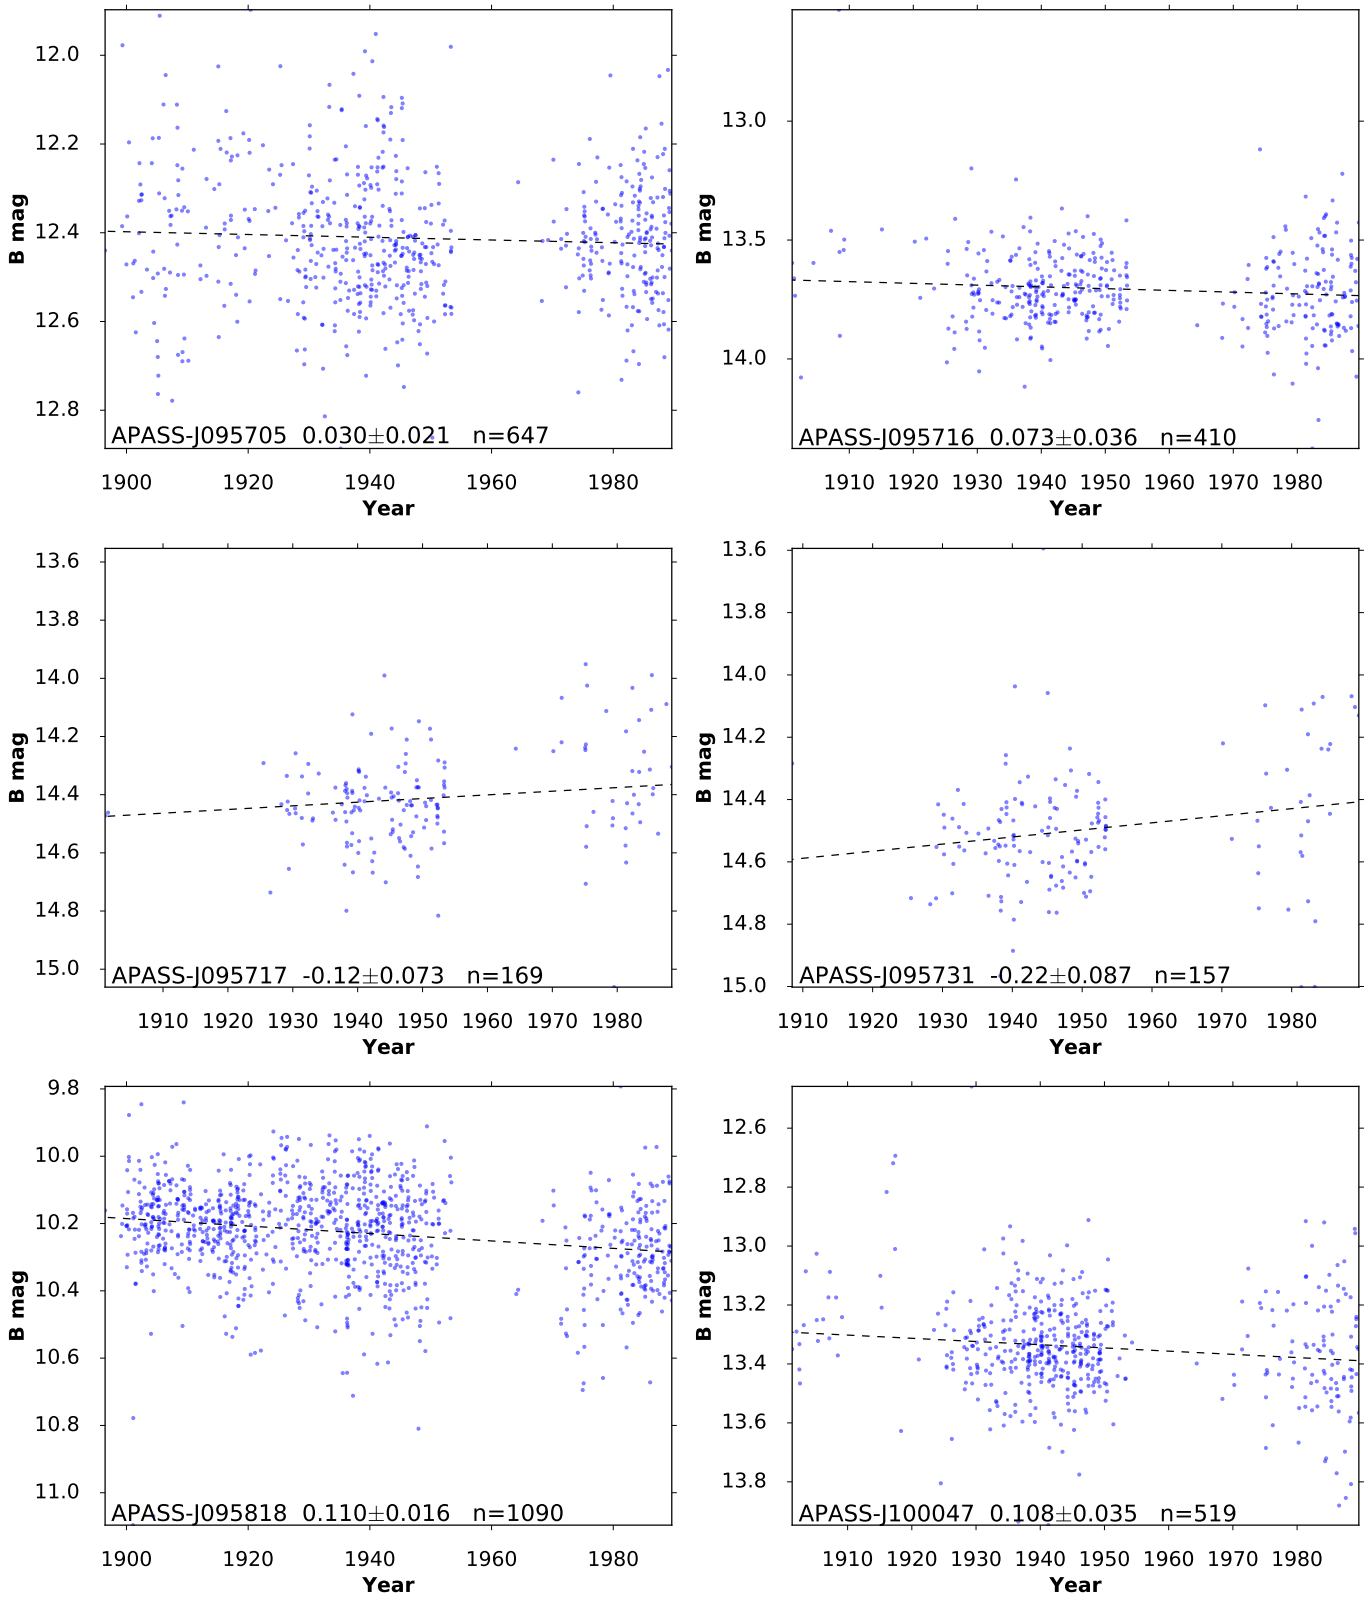 12.0
12.2
12.4
12.6
12.8
B mag
APASS-J095705 0.030±0.021 n=647
1900 1920 1940 1960 1980
Year
13.0
13.5
14.0
B mag
APASS-J095716 0.073±0.036 n=410
1910 1920 1930 1940 1950 1960 1970 1980
Year
13.6
13.8
14.0
14.2
14.4
14.6
14.8
15.0
B mag
APASS-J095717 -0.12±0.073 n=169
1910 1920 1930 1940 1950 1960 1970 1980
Year
13.6
13.8
14.0
14.2
14.4
14.6
14.8
15.0
B mag
APASS-J095731 -0.22±0.087 n=157
1910 1920 1930 1940 1950 1960 1970 1980
Year
9.8
10.0
10.2
10.4
10.6
10.8
11.0
B mag
APASS-J095818 0.110±0.016 n=1090
1900 1920 1940 1960 1980
Year
12.6
12.8
13.0
13.2
13.4
13.6
13.8
B mag
APASS-J100047 0.108±0.035 n=519
1910 1920 1930 1940 1950 1960 1970 1980
Year